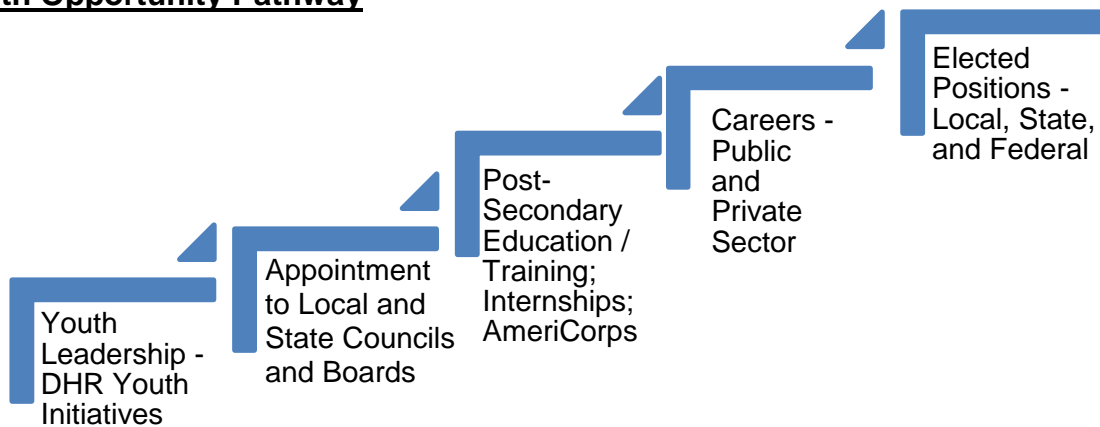 Opportunity Pathway
Youth
Leadership -
DHR Youth
Initiatives
Appointment
to Local and
State Councils
and Boards
Post-
Secondary
Education /
Training;
Internships;
AmeriCorps
Careers -
Public
and
Private
Sector
Elected
Positions -
Local, State,
and Federal